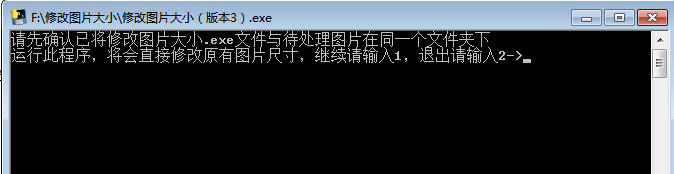 F:\修改图片大小\修改图片大小（版本3）.exe
请先确认已将修改图片大小.exe文件与待处理图片在同一个文件夹下
运行此程序，将会直接修改原有图片尺寸，继续请输入1，退出请输入2->